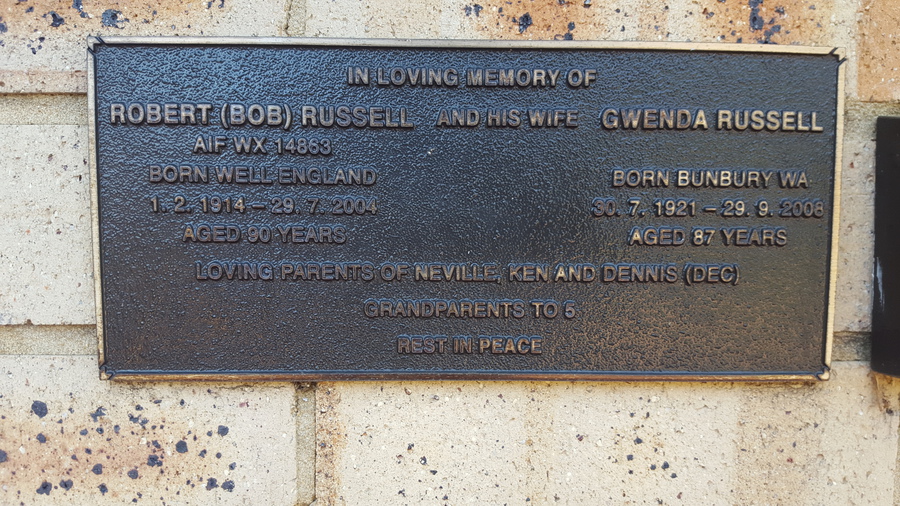 IN LOVING MEMORY OF
ROBERT (BOB) RUSSELL AND HIS WIFE GWENDA RUSSELL
AIF WX 14863
BORN WELL ENGLAND BORN BUNBURY WA
1. 2. 1914 – 29. 7. 2004 30. 7. 1921 – 29. 9. 2008
AGED 90 YEARS AGED 87 YEARS
LOVING PARENTS OF NEVILLE, KEN AND DENNIS (DEC)
GRANDPARENTS TO 5
REST IN PEACE